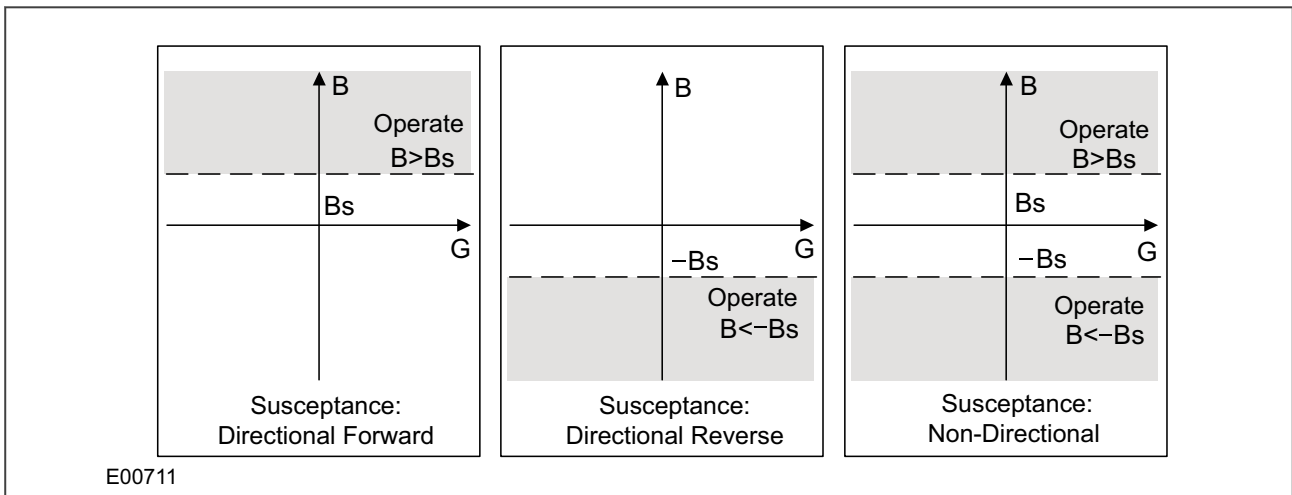 B
Operate
B>Bs
Bs
G
Susceptance:
Directional Forward
B
−Bs
G
Operate
B<−Bs
Susceptance:
Directional Reverse
B
Operate
B>Bs
Bs
−Bs
G
Operate
B<−Bs
Susceptance:
Non-Directional
E00711